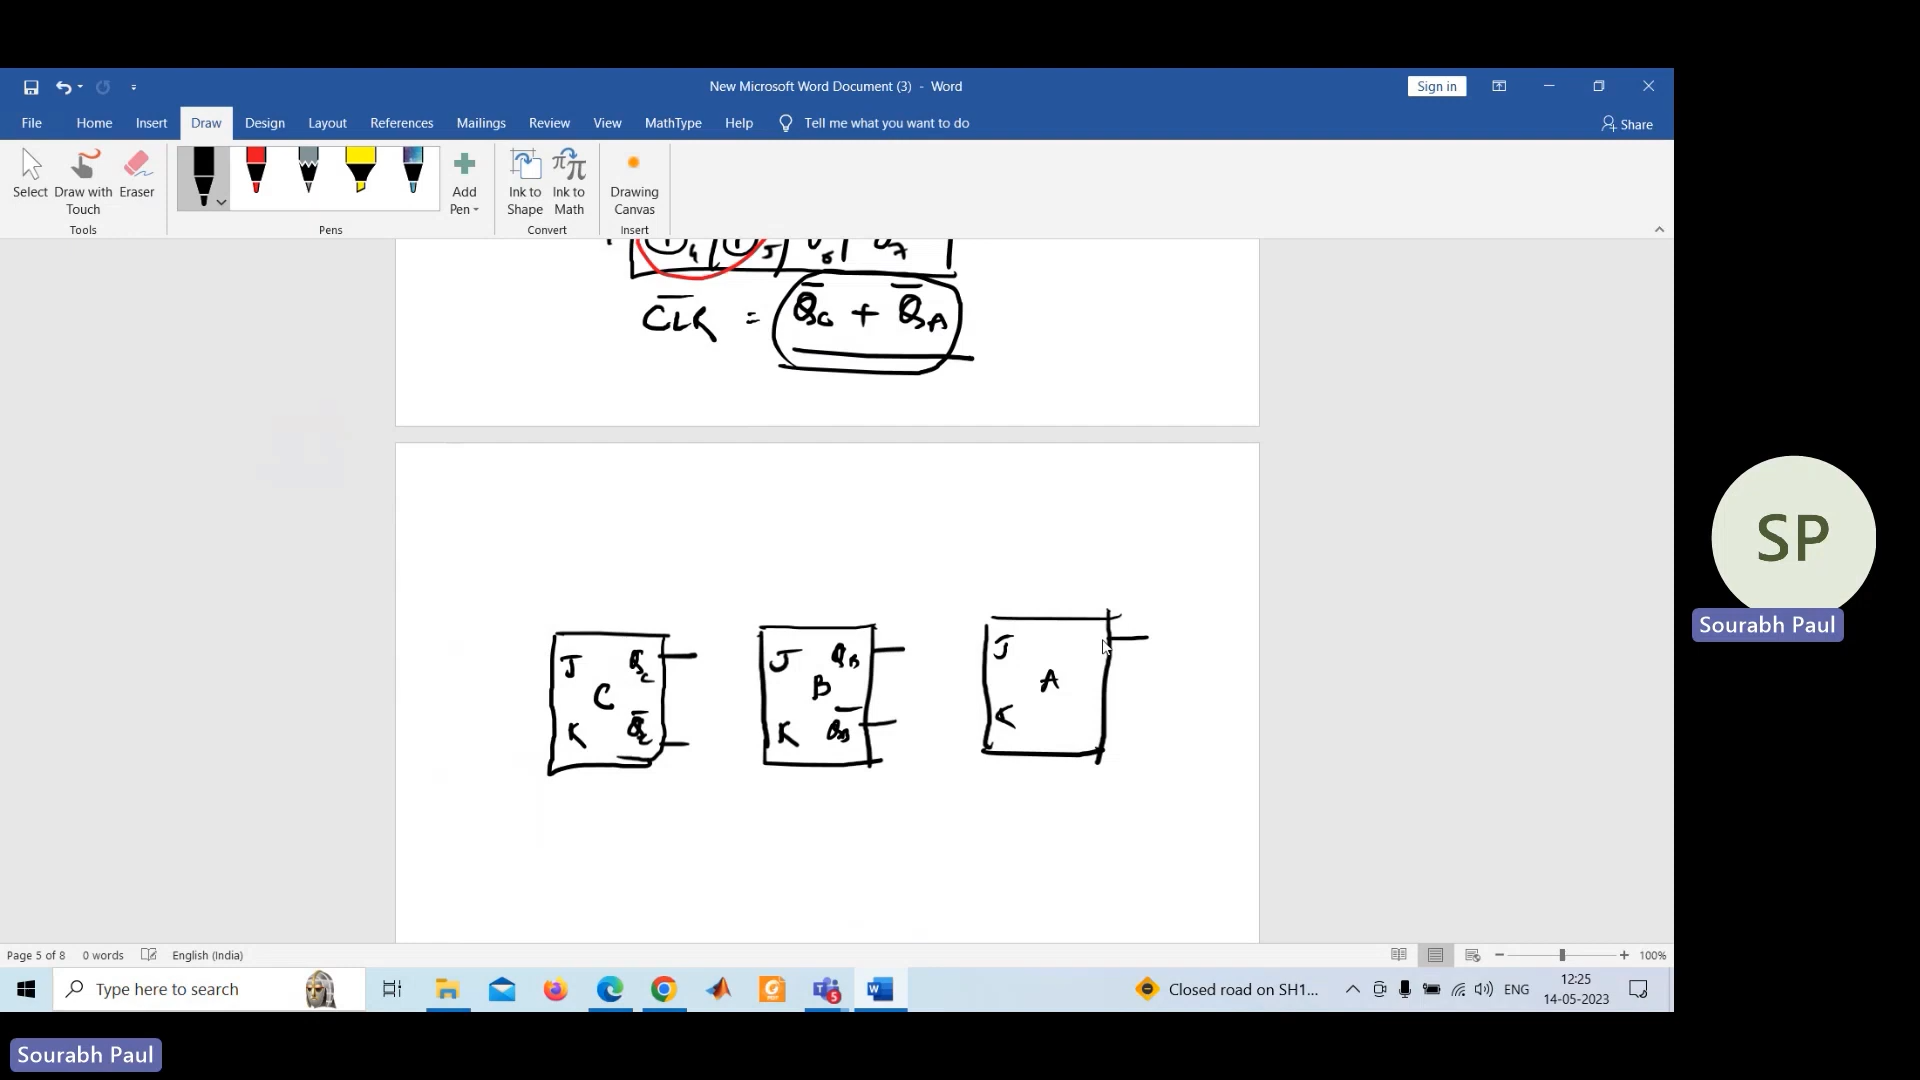 New Microsoft Word Document (3) - Word
Sign in
File Home Insert Draw Design Layout References Mailings Review View MathType Help Tell me what you want to do
Share
Select Draw with Touch Eraser
Add Pen
Ink to Shape Ink to Math
Drawing Canvas
Tools
Pens
Convert
Insert
C̅L̅R̅ = Q̅C + Q̅A
J QC
C
K Q̅C
J QB
B
K Q̅B
J
A
K
SP
Sourabh Paul
Page 5 of 8 0 words English (India)
100%
Type here to search
Closed road on SH1...
ENG
12:25
14-05-2023
Sourabh Paul